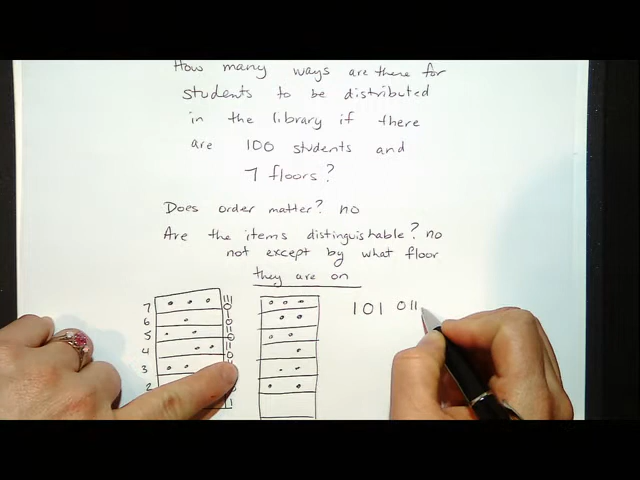 How many ways are there for
students to be distributed
in the library if there
are 100 students and
7 floors?
Does order matter? no
Are the items distinguishable? no
not except by what floor
they are on
7
6
5
4
3
2
101 011